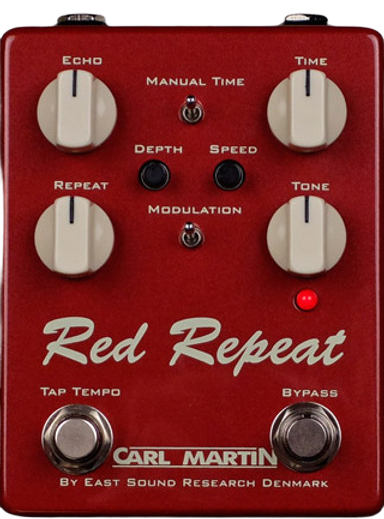 ECHO
TIME
MANUAL TIME
DEPTH SPEED
REPEAT
TONE
MODULATION
Red Repeat
TAP TEMPO
BYPASS
CARL MARTIN
BY EAST SOUND RESEARCH DENMARK